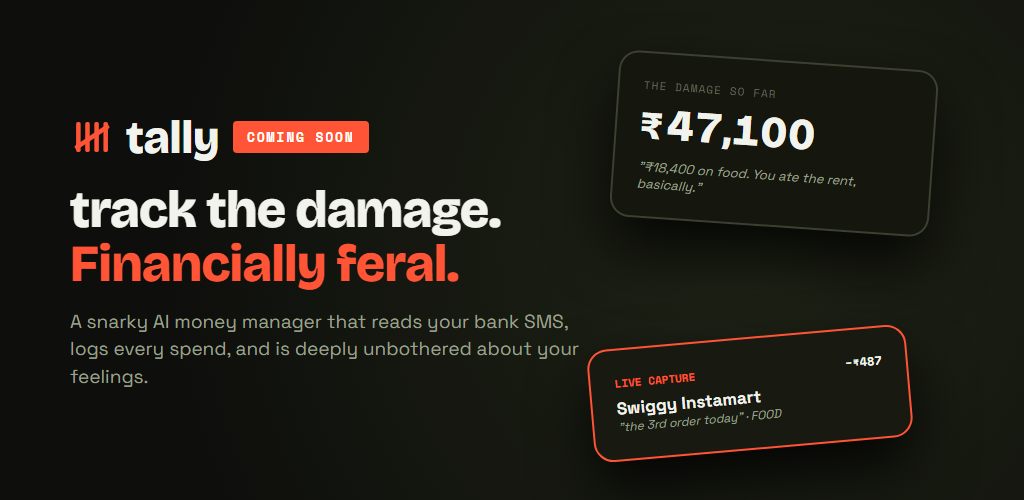 tally COMING SOON
track the damage.
Financially feral.
A snarky AI money manager that reads your bank SMS,
logs every spend, and is deeply unbothered about your
feelings.
THE DAMAGE SO FAR
₹47,100
"₹18,400 on food. You ate the rent,
basically."
LIVE CAPTURE
−₹487
Swiggy Instamart
"the 3rd order today" · FOOD